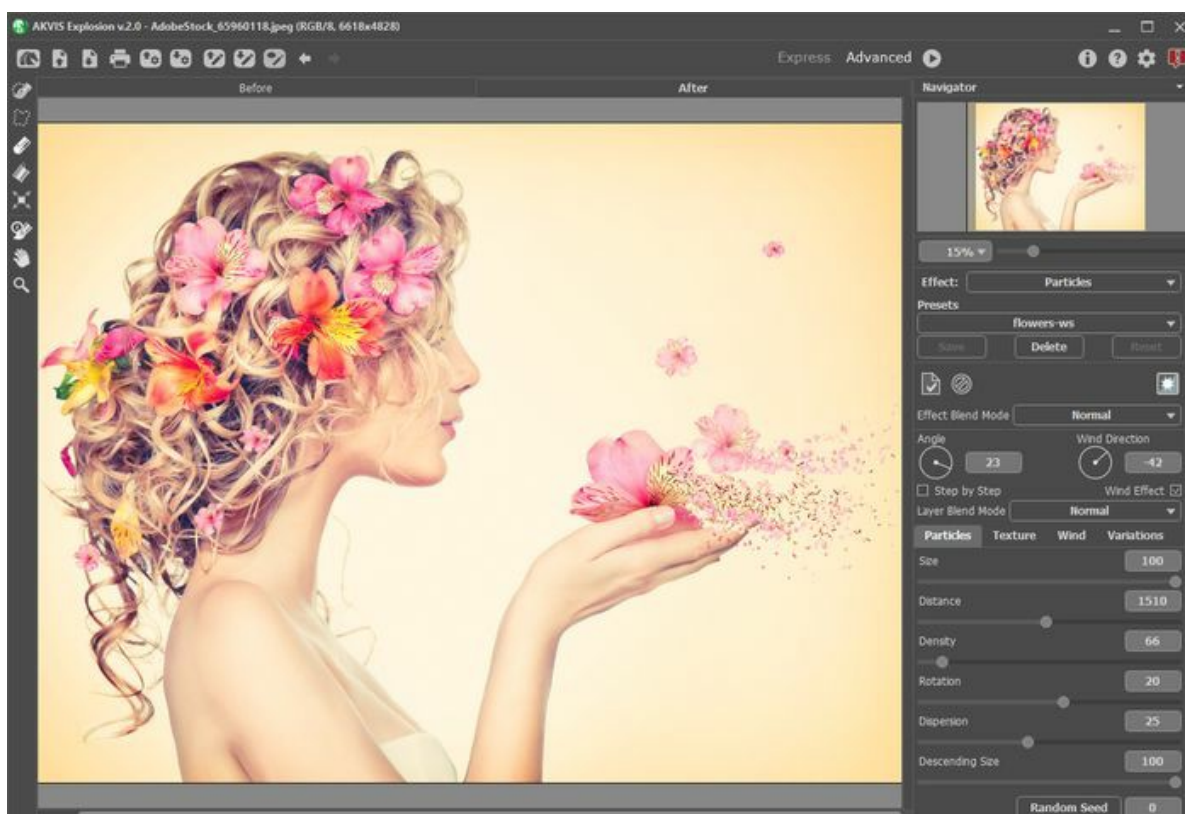 AKVIS Explosion v.2.0 - AdobeStock_65960118.jpeg (RGB/8, 6618x4828)
Express Advanced
Before After
Navigator
15%
Effect: Particles
Presets
flowers-ws
Save Delete Reset
Effect Blend Mode Normal
Angle Wind Direction
23 -42
Step by Step Wind Effect
Layer Blend Mode Normal
Particles Texture Wind Variations
Size 100
Distance 1510
Density 66
Rotation 20
Dispersion 25
Descending Size 100
Random Seed 0